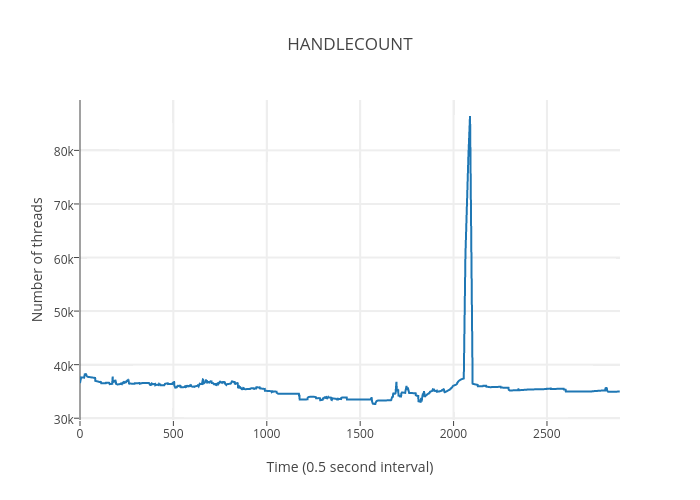 HANDLECOUNT
80k
70k
60k
50k
40k
30k
Number of threads
0 500 1000 1500 2000 2500
Time (0.5 second interval)